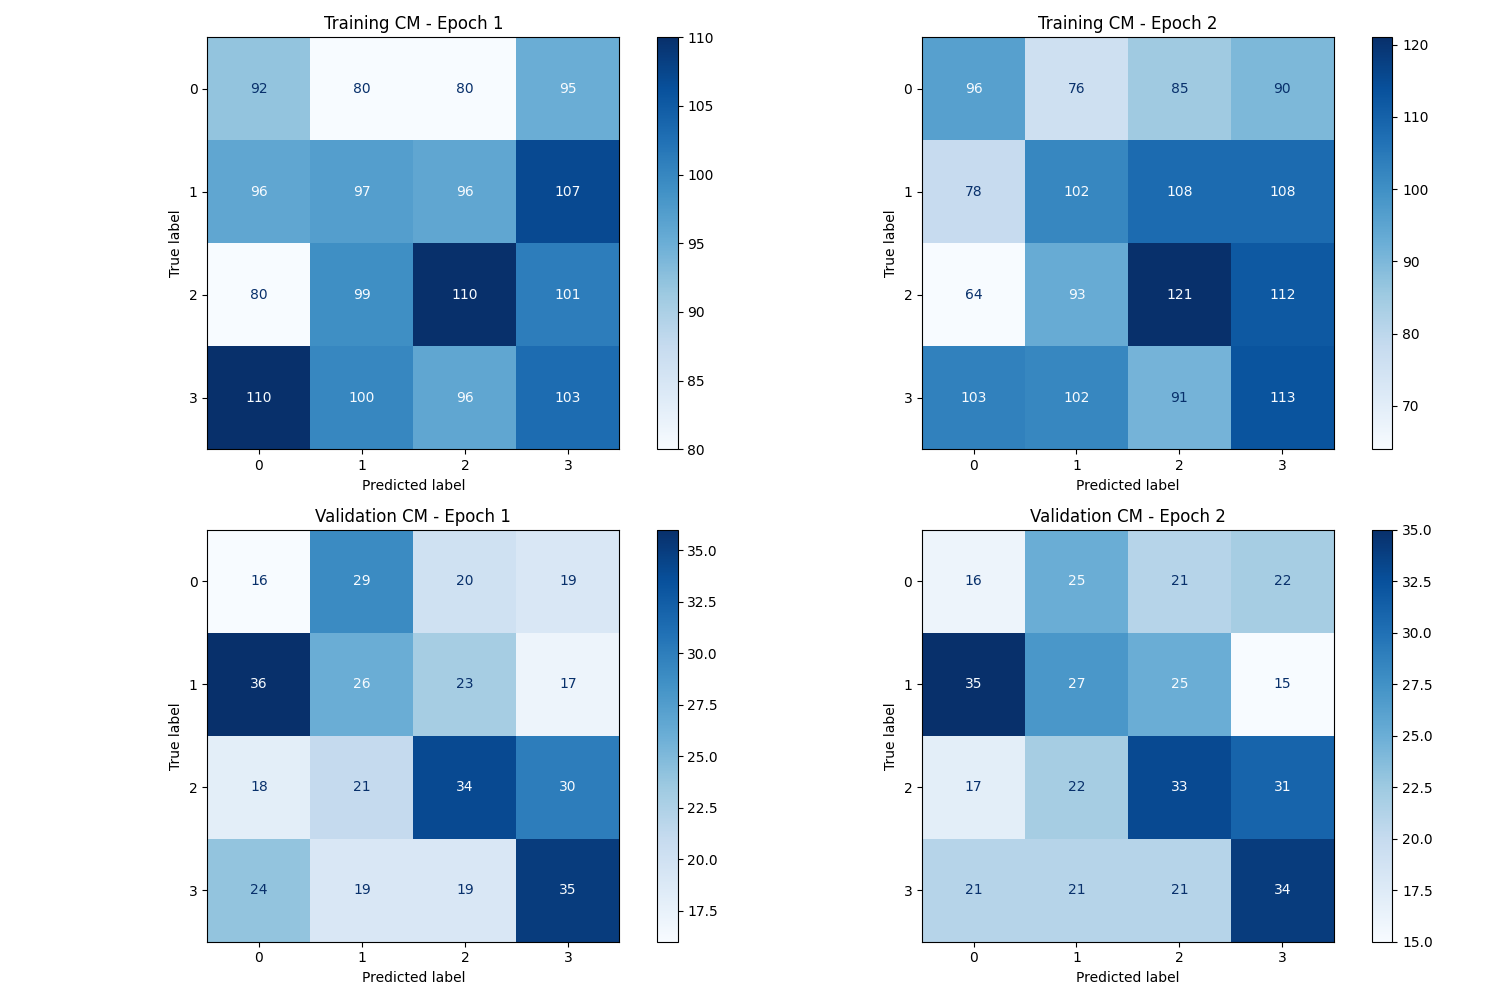 Training CM - Epoch 1
Training CM - Epoch 2
110
0 92 80 80 95
105
1 96 97 96 107
100
95
2 80 99 110 101
90
85
3 110 100 96 103
80
0 1 2 3
Predicted label
True label
120
0 96 76 85 90
110
1 78 102 108 108
100
90
2 64 93 121 112
80
3 103 102 91 113
70
0 1 2 3
Predicted label
True label
Validation CM - Epoch 1
Validation CM - Epoch 2
35.0
0 16 29 20 19
32.5
30.0
1 36 26 23 17
27.5
25.0
2 18 21 34 30
22.5
20.0
3 24 19 19 35
17.5
0 1 2 3
Predicted label
True label
35.0
0 16 25 21 22
32.5
30.0
1 35 27 25 15
27.5
25.0
2 17 22 33 31
22.5
20.0
3 21 21 21 34
17.5
15.0
0 1 2 3
Predicted label
True label